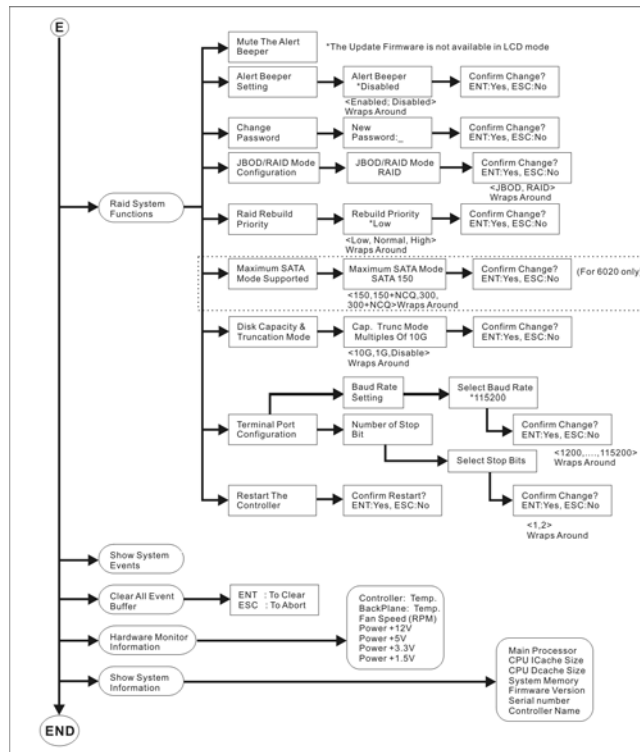 E
Mute The Alert
Beeper
*The Update Firmware is not available in LCD mode
Alert Beeper
Setting
Alert Beeper
*Disabled
Confirm Change?
ENT:Yes, ESC:No
<Enabled; Disabled>
Wraps Around
Change
Password
New
Password:_
Confirm Change?
ENT:Yes, ESC:No
JBOD/RAID Mode
Configuration
JBOD/RAID Mode
RAID
Confirm Change?
ENT:Yes, ESC:No
<JBOD, RAID>
Wraps Around
Raid System
Functions
Raid Rebuild
Priority
Rebuild Priority
*Low
Confirm Change?
ENT:Yes, ESC:No
<Low, Normal, High>
Wraps Around
Maximum SATA
Mode Supported
Maximum SATA Mode
SATA 150
Confirm Change?
ENT:Yes, ESC:No
(For 6020 only)
<150,150+NCQ,300,
300+NCQ>Wraps Around
Disk Capacity &
Truncation Mode
Cap. Trunc Mode
Multiples Of 10G
Confirm Change?
ENT:Yes, ESC:No
<10G,1G,Disable>
Wraps Around
Baud Rate
Setting
Select Baud Rate
*115200
Terminal Port
Configuration
Number of Stop
Bit
Confirm Change?
ENT:Yes, ESC:No
<1200,....,115200>
Wraps Around
Select Stop Bits
Restart The
Controller
Confirm Restart?
ENT:Yes, ESC:No
Confirm Change?
ENT:Yes, ESC:No
<1,2>
Wraps Around
Show System
Events
Clear All Event
Buffer
ENT : To Clear
ESC : To Abort
Hardware Monitor
Information
Controller: Temp.
BackPlane: Temp.
Fan Speed (RPM)
Power +12V
Power +5V
Power +3.3V
Power +1.5V
Show System
Information
Main Processor
CPU ICache Size
CPU Dcache Size
System Memory
Firmware Version
Serial number
Controller Name
END